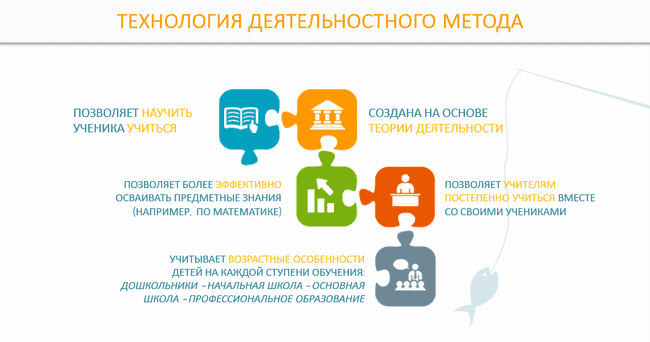 ТЕХНОЛОГИЯ ДЕЯТЕЛЬНОСТНОГО МЕТОДА
ПОЗВОЛЯЕТ НАУЧИТЬ
УЧЕНИКА УЧИТЬСЯ
СОЗДАНА НА ОСНОВЕ
ТЕОРИИ ДЕЯТЕЛЬНОСТИ
ПОЗВОЛЯЕТ БОЛЕЕ ЭФФЕКТИВНО
ОСВАИВАТЬ ПРЕДМЕТНЫЕ ЗНАНИЯ
(НАПРИМЕР, ПО МАТЕМАТИКЕ)
ПОЗВОЛЯЕТ УЧИТЕЛЯМ
ПОСТЕПЕННО УЧИТЬСЯ ВМЕСТЕ
СО СВОИМИ УЧЕНИКАМИ
УЧИТЫВАЕТ ВОЗРАСТНЫЕ ОСОБЕННОСТИ
ДЕТЕЙ НА КАЖДОЙ СТУПЕНИ ОБУЧЕНИЯ:
ДОШКОЛЬНИКИ –НАЧАЛЬНАЯ ШКОЛА –ОСНОВНАЯ
ШКОЛА –ПРОФЕССИОНАЛЬНОЕ ОБРАЗОВАНИЕ